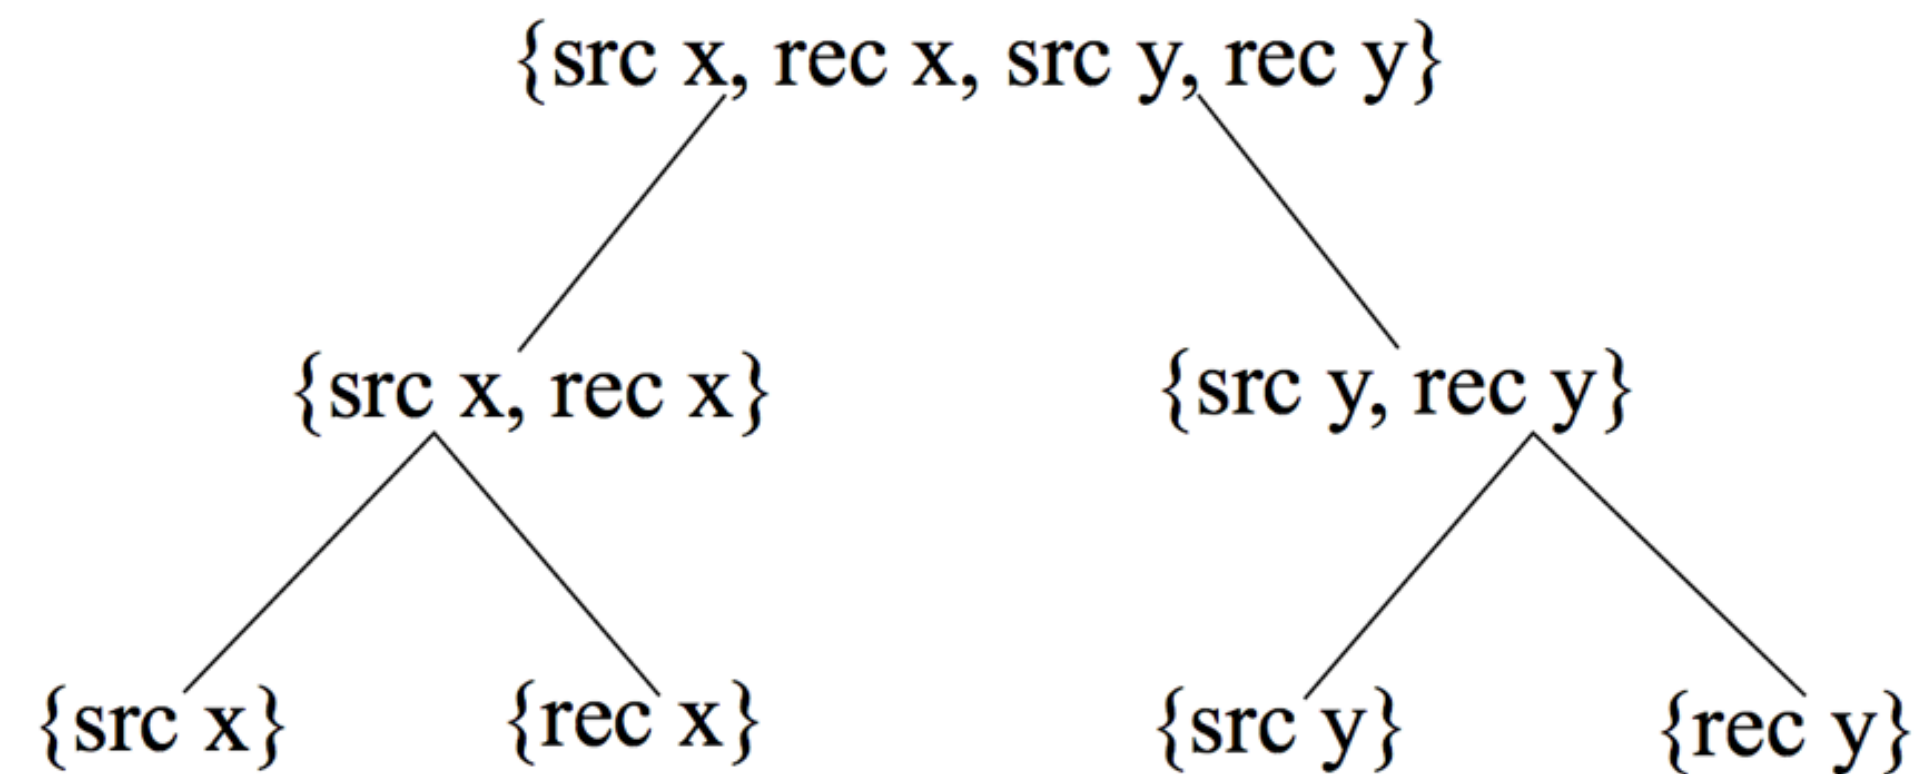 {src x, rec x, src y, rec y}
{src x, rec x} {src y, rec y}
{src x} {rec x} {src y} {rec y}